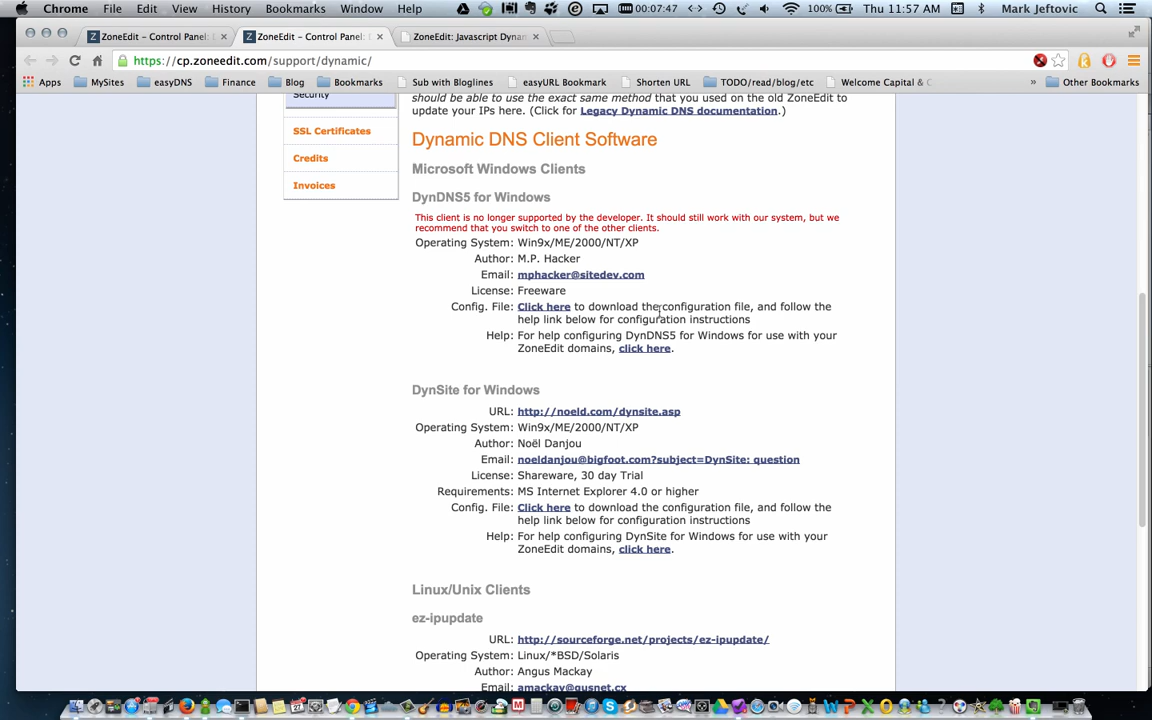 Chrome File Edit View History Bookmarks Window Help 00:07:47 100% Thu 11:57 AM Mark Jeftovic
ZoneEdit - Control Panel: ZoneEdit - Control Panel: ZoneEdit: Javascript Dynam
https://cp.zoneedit.com/support/dynamic/
Apps MySites easyDNS Finance Blog Bookmarks Sub with Bloglines easyURL Bookmark Shorten URL TODO/read/blog/etc Welcome Capital & » Other Bookmarks
Security
SSL Certificates
Credits
Invoices
should be able to use the exact same method that you used on the old ZoneEdit to
update your IPs here. (Click for Legacy Dynamic DNS documentation.)
Dynamic DNS Client Software
Microsoft Windows Clients
DynDNS5 for Windows
This client is no longer supported by the developer. It should still work with our system, but we
recommend that you switch to one of the other clients.
Operating System: Win9x/ME/2000/NT/XP
Author: M.P. Hacker
Email: mphacker@sitedev.com
License: Freeware
Config. File: Click here to download the configuration file, and follow the
help link below for configuration instructions
Help: For help configuring DynDNS5 for Windows for use with your
ZoneEdit domains, click here.
DynSite for Windows
URL: http://noeld.com/dynsite.asp
Operating System: Win9x/ME/2000/NT/XP
Author: Noël Danjou
Email: noeldanjou@bigfoot.com?subject=DynSite: question
License: Shareware, 30 day Trial
Requirements: MS Internet Explorer 4.0 or higher
Config. File: Click here to download the configuration file, and follow the
help link below for configuration instructions
Help: For help configuring DynSite for Windows for use with your
ZoneEdit domains, click here.
Linux/Unix Clients
ez-ipupdate
URL: http://sourceforge.net/projects/ez-ipupdate/
Operating System: Linux/*BSD/Solaris
Author: Angus Mackay
Email: amackay@gusnet.cx